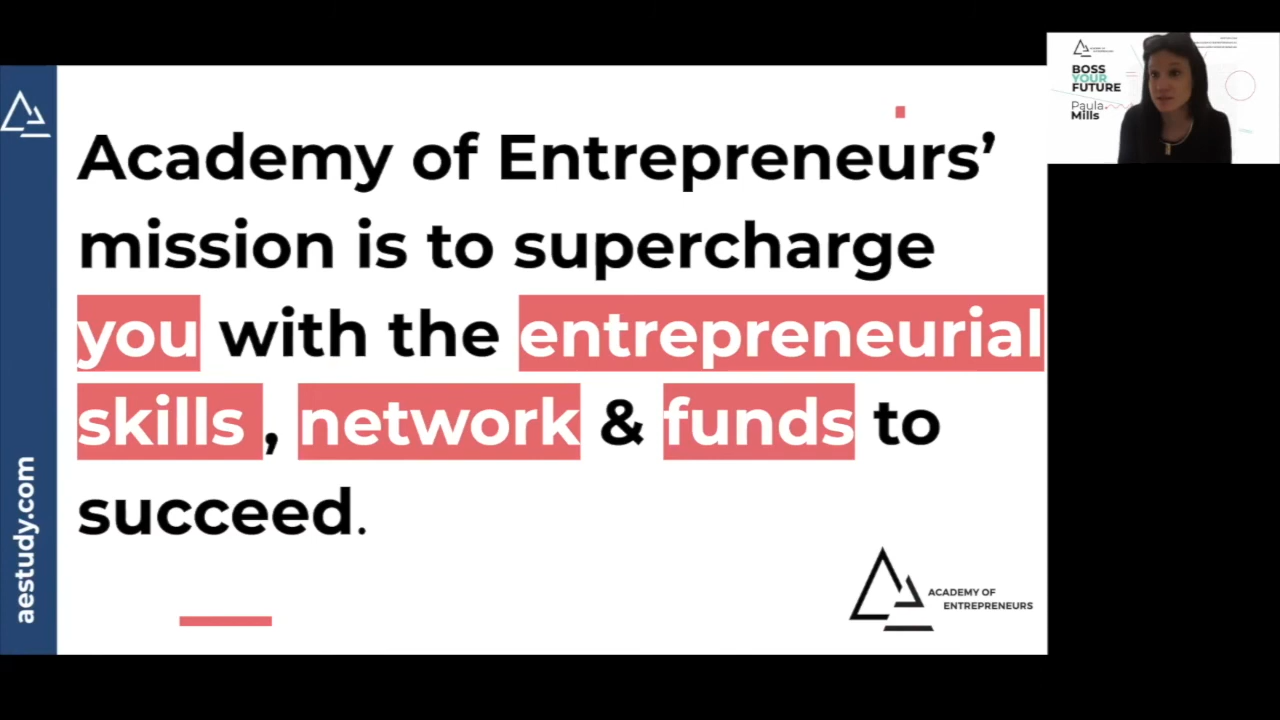 Academy of Entrepreneurs’
mission is to supercharge
you with the entrepreneurial
skills , network & funds to
succeed.
aestudy.com
ACADEMY OF
ENTREPRENEURS
BOSS
YOUR
FUTURE
Paula
Mills